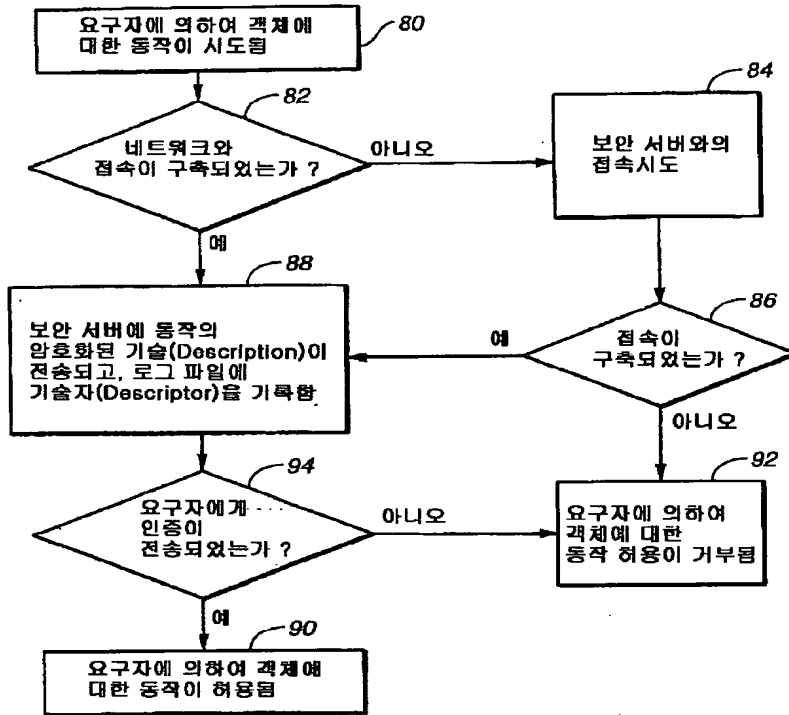 요구자에 의하여 객체에
대한 동작이 시도됨
80
82
네트워크와
접속이 구축되었는가 ?
아니오
84
보안 서버와의
접속시도
예
88
보안 서버에 동작의
암호화된 기술(Description)이
전송되고, 로그 파일에
기술자(Descriptor)을 기록함
86
접속이
구축되었는가 ?
예
아니오
94
요구자에게
인증이
전송되었는가 ?
아니오
92
요구자에 의하여
객체에 대한
동작 허용이 거부됨
예
90
요구자에 의하여 객체에
대한 동작이 허용됨